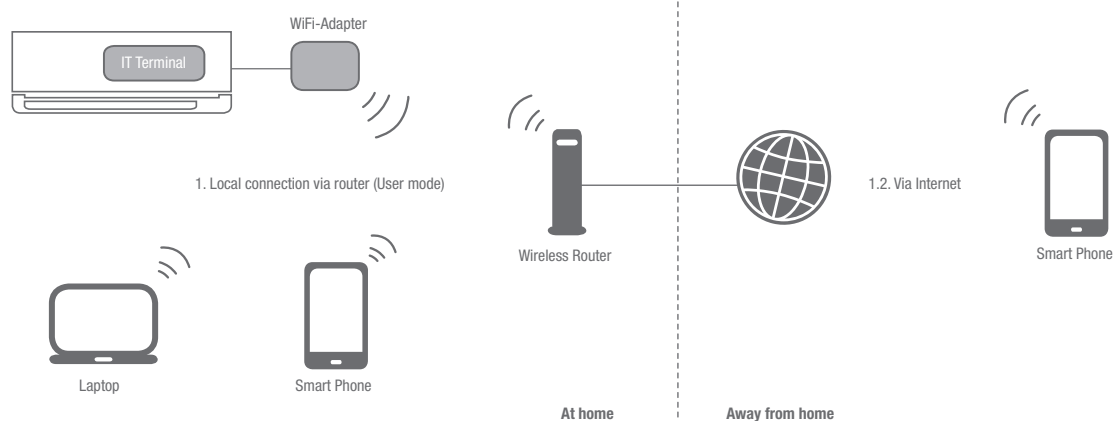 WiFi-Adapter
IT Terminal
1. Local connection via router (User mode)
1.2. Via Internet
Wireless Router
Smart Phone
Laptop
Smart Phone
At home
Away from home